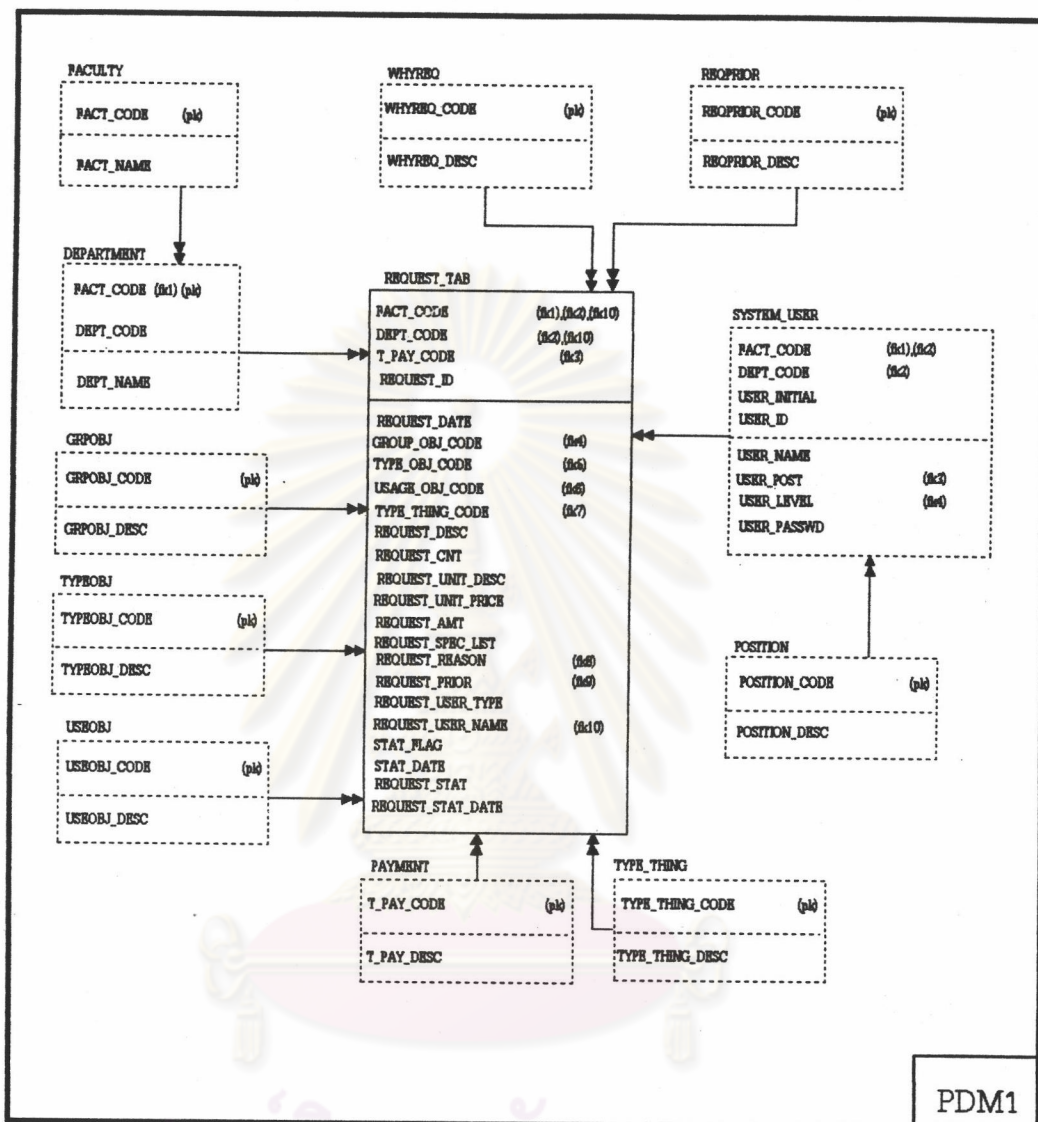 FACULTY
FACT_CODE (pk)
FACT_NAME
WHYREQ
WHYREQ_CODE (pk)
WHYREQ_DESC
REQPRIOR
REQPRIOR_CODE (pk)
REQPRIOR_DESC
DEPARTMENT
FACT_CODE (fk1) (pk)
DEPT_CODE
DEPT_NAME
REQUEST_TAB
FACT_CODE (fk1),(fk2),(fk10)
DEPT_CODE (fk2),(fk10)
T_PAY_CODE (fk3)
REQUEST_ID
REQUEST_DATE
GROUP_OBJ_CODE (fk4)
TYPE_OBJ_CODE
USAGE_OBJ_CODE
TYPE_THING_CODE (fk7)
REQUEST_DESC
REQUEST_CNT
REQUEST_UNIT_DESC
REQUEST_UNIT_PRICE
REQUEST_AMT
REQUEST_SPEC_LIST
REQUEST_REASON (fk8)
REQUEST_PRIOR (fk9)
REQUEST_USER_TYPE
REQUEST_USER_NAME (fk10)
STAT_FLAG
STAT_DATE
REQUEST_STAT
REQUEST_STAT_DATE
SYSTEM_USER
FACT_CODE (fk1),(fk2)
DEPT_CODE (fk2)
USER_INITIAL
USER_ID
USER_NAME
USER_POST (fk3)
USER_LEVEL (fk4)
USER_PASSWD
GRPOBJ
GRPOBJ_CODE (pk)
GRPOBJ_DESC
TYPEOBJ
TYPEOBJ_CODE (pk)
TYPEOBJ_DESC
POSITION
POSITION_CODE (pk)
POSITION_DESC
USEOBJ
USEOBJ_CODE (pk)
USEOBJ_DESC
PAYMENT
T_PAY_CODE (pk)
T_PAY_DESC
TYPE_THING
TYPE_THING_CODE (pk)
TYPE_THING_DESC
PDM1